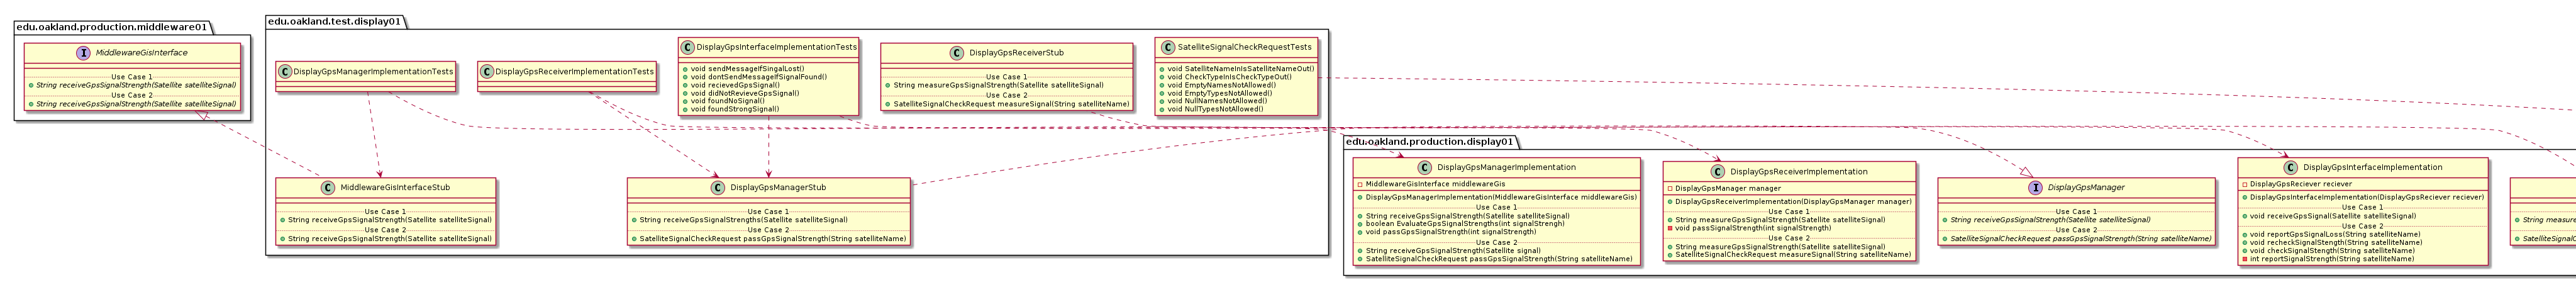 edu.oakland.production.middleware01
I MiddlewareGisInterface
Use Case 1
String receiveGpsSignalStrength(Satellite satelliteSignal)
Use Case 2
String receiveGpsSignalStrength(Satellite satelliteSignal)
edu.oakland.test.display01
C DisplayGpsManagerImplementationTests
C DisplayGpsReceiverImplementationTests
C DisplayGpsInterfaceImplementationTests
void sendMessageIfSingalLost()
void dontSendMessageIfSignalFound()
void recievedGpsSignal()
void didNotRevieveGpsSignal()
void foundNoSignal()
void foundStrongSignal()
C DisplayGpsReceiverStub
Use Case 1
String measureGpsSignalStrength(Satellite satelliteSignal)
Use Case 2
SatelliteSignalCheckRequest measureSignal(String satelliteName)
C SatelliteSignalCheckRequestTests
void SatelliteNameInIsSatelliteNameOut()
void CheckTypeInIsCheckTypeOut()
void EmptyNamesNotAllowed()
void EmptyTypesNotAllowed()
void NullNamesNotAllowed()
void NullTypesNotAllowed()
C MiddlewareGisInterfaceStub
Use Case 1
String receiveGpsSignalStrength(Satellite satelliteSignal)
Use Case 2
String receiveGpsSignalStrength(Satellite satelliteSignal)
C DisplayGpsManagerStub
Use Case 1
String receiveGpsSignalStrengths(Satellite satelliteSignal)
Use Case 2
SatelliteSignalCheckRequest passGpsSignalStrength(String satelliteName)
edu.oakland.production.display01
C DisplayGpsManagerImplementation
MiddlewareGisInterface middlewareGis
DisplayGpsManagerImplementation(MiddlewareGisInterface middlewareGis)
Use Case 1
String receiveGpsSignalStrength(Satellite satelliteSignal)
boolean EvaluateGpsSignalStrengths(int signalStrengh)
void passGpsSignalStrength(int signalStrength)
Use Case 2
String receiveGpsSignalStrength(Satellite signal)
SatelliteSignalCheckRequest passGpsSignalStrength(String satelliteName)
C DisplayGpsReceiverImplementation
DisplayGpsManager manager
DisplayGpsReceiverImplementation(DisplayGpsManager manager)
Use Case 1
String measureGpsSignalStrength(Satellite satelliteSignal)
void passSignalStrength(int signalStrength)
Use Case 2
String measureGpsSignalStrength(Satellite satelliteSignal)
SatelliteSignalCheckRequest measureSignal(String satelliteName)
I DisplayGpsManager
Use Case 1
String receiveGpsSignalStrength(Satellite satelliteSignal)
Use Case 2
SatelliteSignalCheckRequest passGpsSignalStrength(String satelliteName)
C DisplayGpsInterfaceImplementation
DisplayGpsReciever reciever
DisplayGpsInterfaceImplementation(DisplayGpsReciever reciever)
Use Case 1
void receiveGpsSignal(Satellite satelliteSignal)
Use Case 2
void reportGpsSignalLoss(String satelliteName)
void recheckSignalStength(String satelliteName)
void checkSignalStength(String satelliteName)
int reportSignalStrength(String satelliteName)
String measure